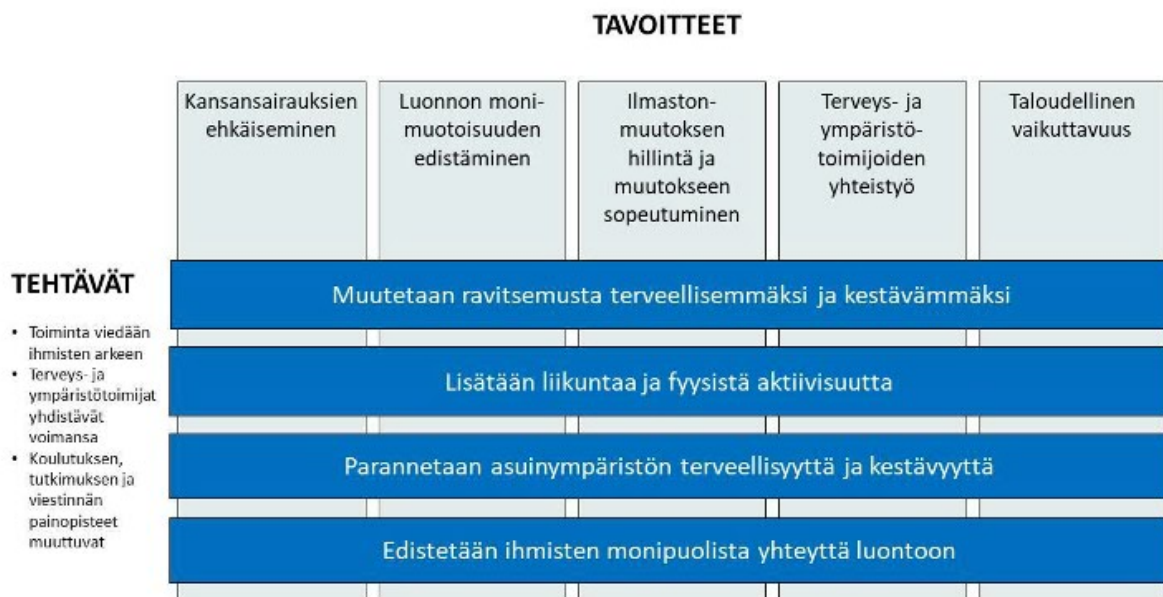 TAVOITTEET
Kansansairauksien
ehkäiseminen
Luonnon moni-
muotoisuuden
edistäminen
Ilmaston-
muutoksen
hillintä ja
muutokseen
sopeutuminen
Terveys- ja
ympäristö-
toimijoiden
yhteistyö
Taloudellinen
vaikuttavuus
TEHTÄVÄT
• Toiminta viedään
ihmisten arkeen
• Terveys- ja
ympäristötoimijat
yhdistävät
voimansa
• Koulutuksen,
tutkimuksen ja
viestinnän
painopisteet
muuttuvat
Muutetaan ravitsemusta terveellisemmäksi ja kestävämmäksi
Lisätään liikuntaa ja fyysistä aktiivisuutta
Parannetaan asuinympäristön terveellisyyttä ja kestävyyttä
Edistetään ihmisten monipuolista yhteyttä luontoon